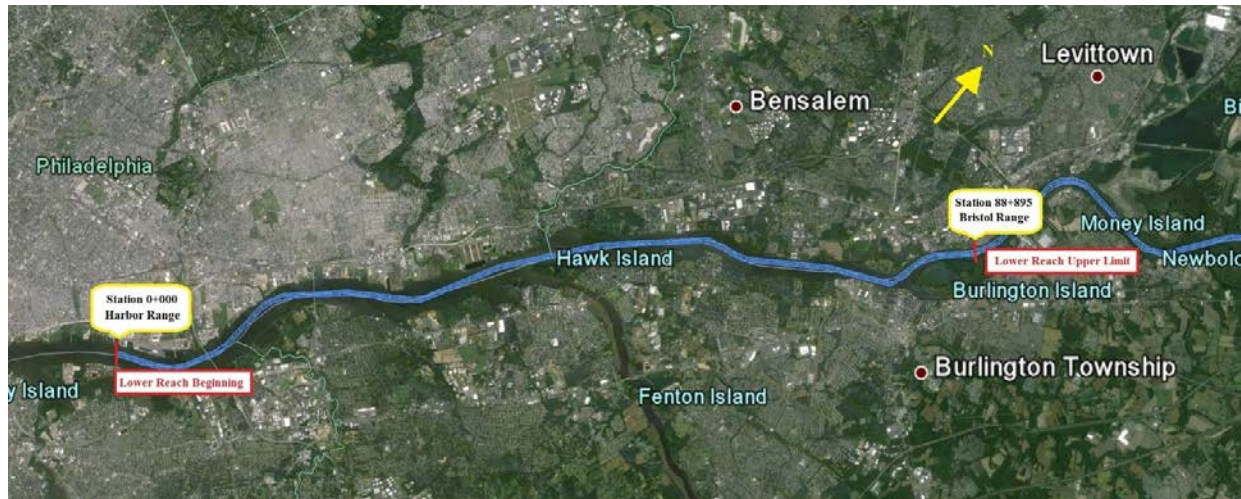 N
Levittown
Bensalem
Bi
Philadelphia
Station 88+895
Bristol Range
Money Island
Hawk Island
Lower Reach Upper Limit
Newbold
Burlington Island
Station 0+000
Harbor Range
Lower Reach Beginning
y Island
Fenton Island
Burlington Township